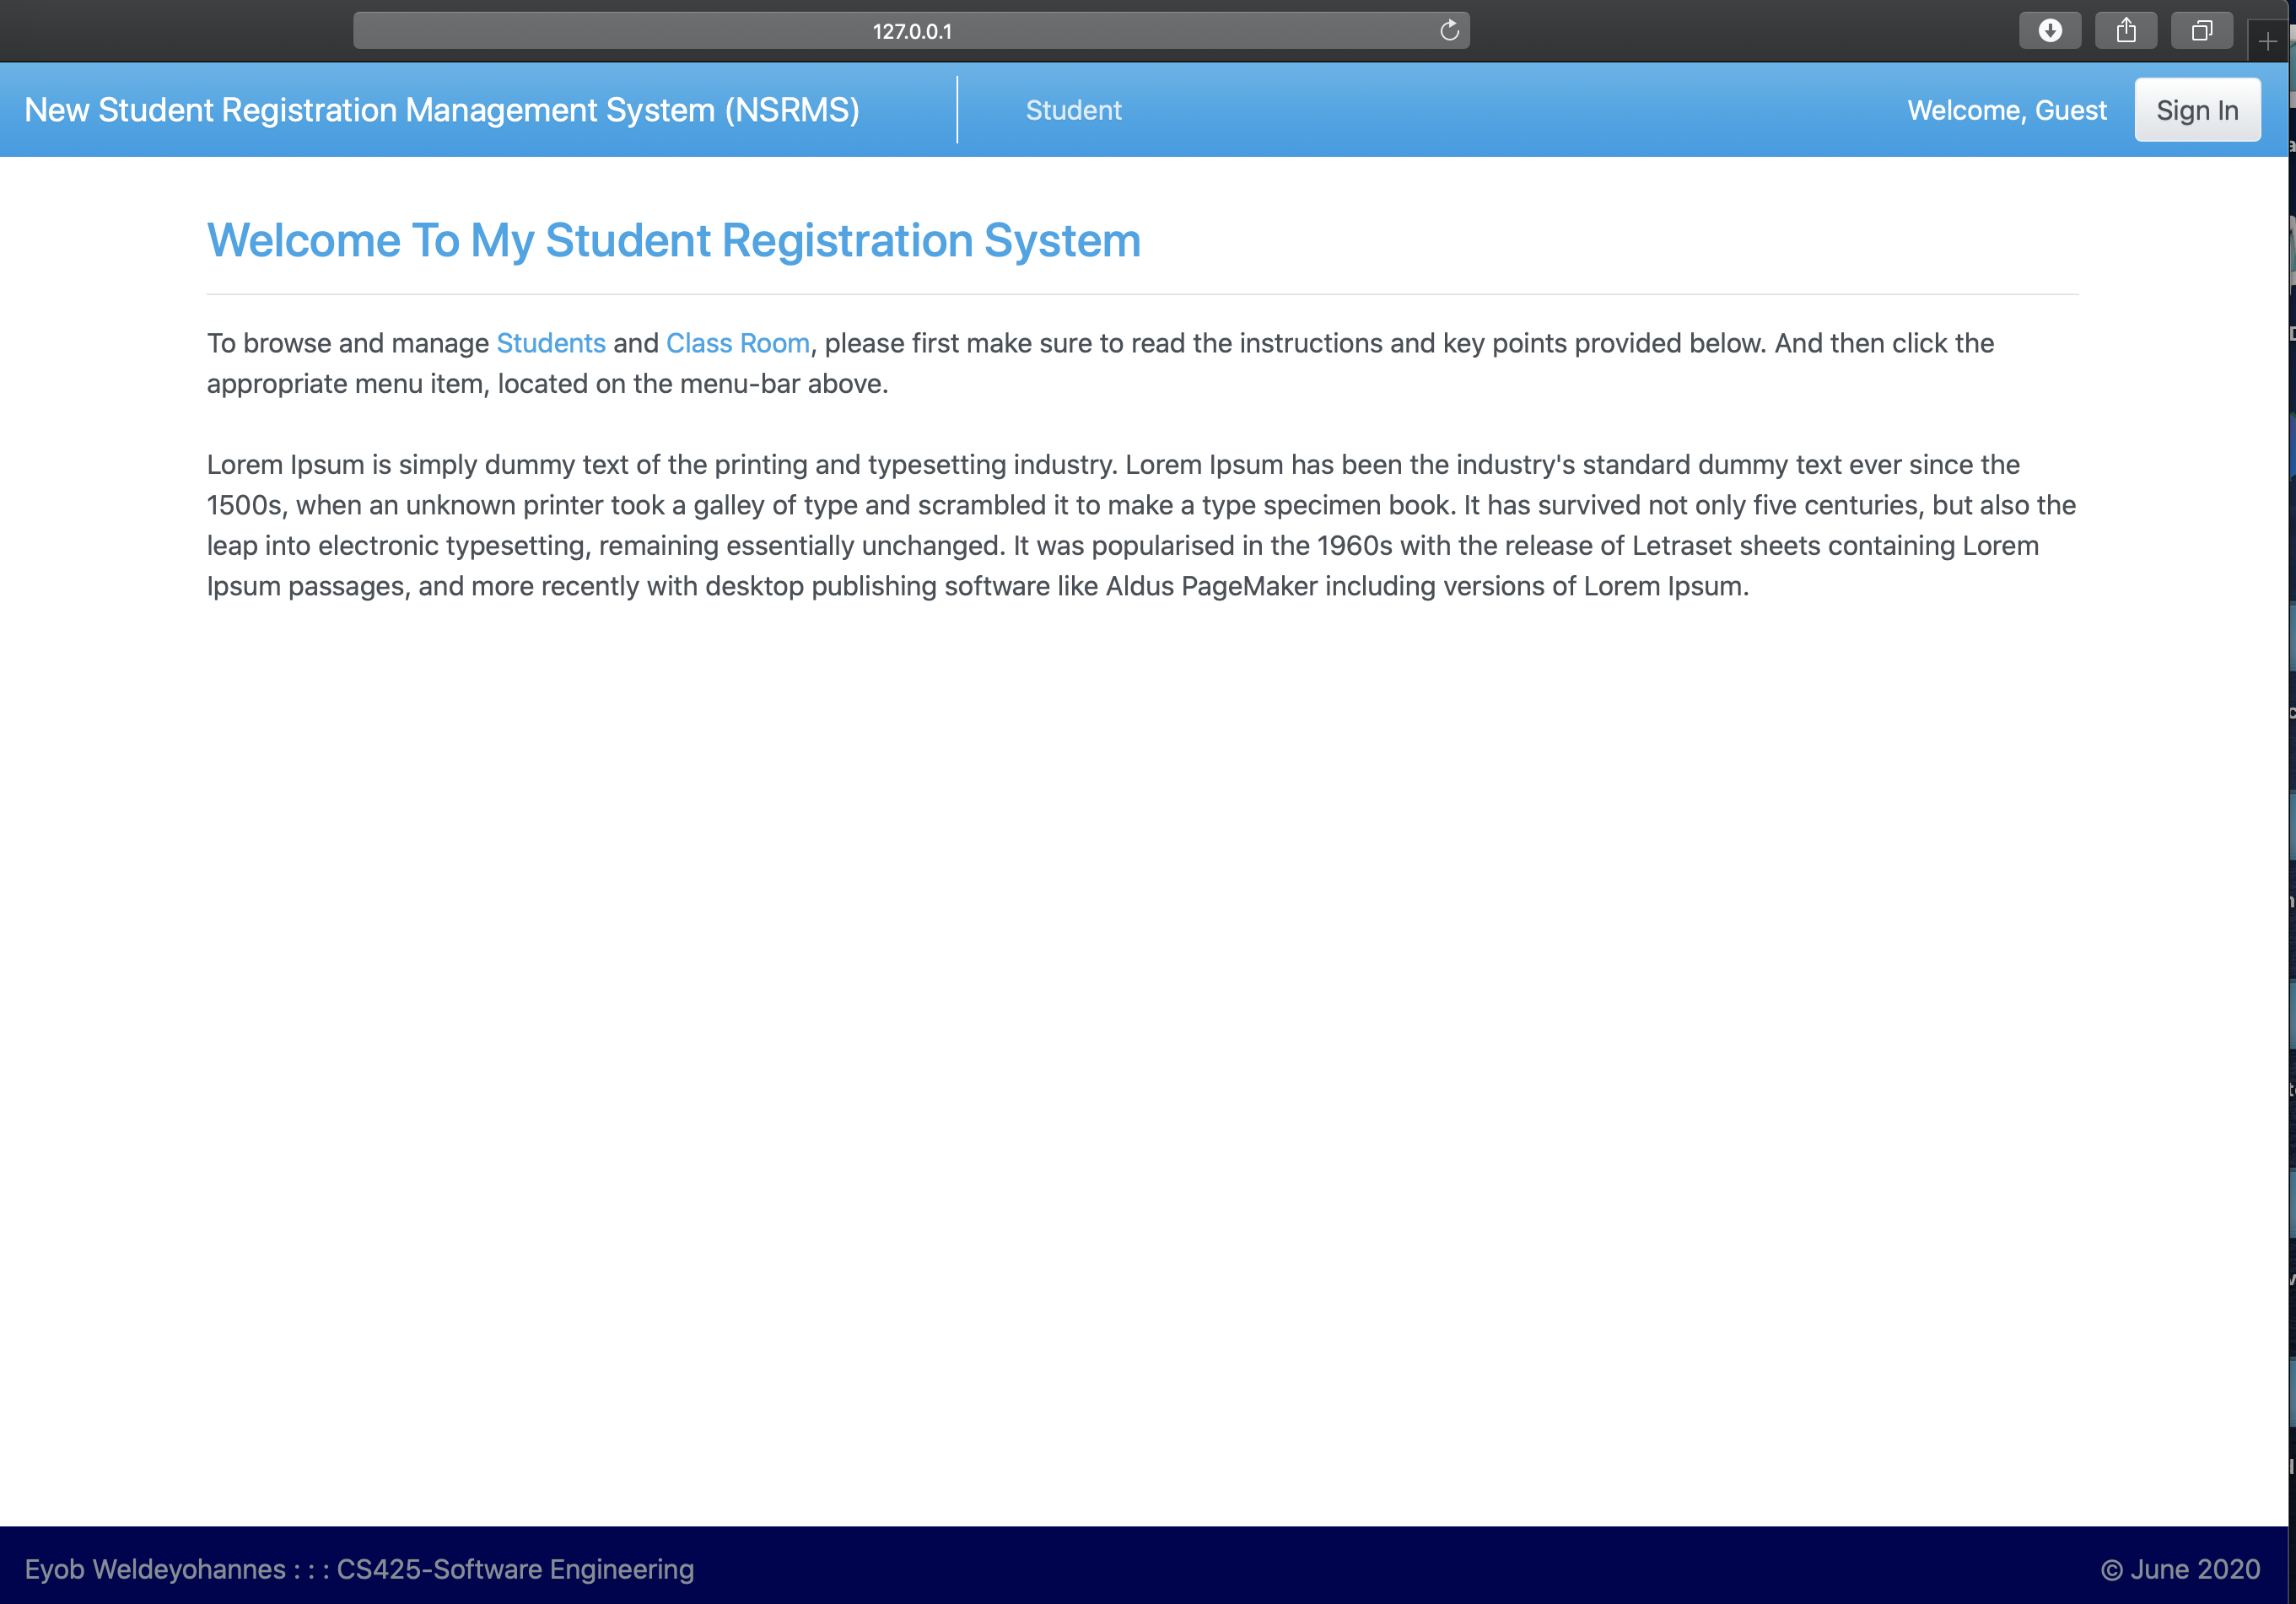 127.0.0.1
New Student Registration Management System (NSRMS)
Student
Welcome, Guest
Sign In
Welcome To My Student Registration System
To browse and manage Students and Class Room, please first make sure to read the instructions and key points provided below. And then click the
appropriate menu item, located on the menu-bar above.
Lorem Ipsum is simply dummy text of the printing and typesetting industry. Lorem Ipsum has been the industry's standard dummy text ever since the
1500s, when an unknown printer took a galley of type and scrambled it to make a type specimen book. It has survived not only five centuries, but also the
leap into electronic typesetting, remaining essentially unchanged. It was popularised in the 1960s with the release of Letraset sheets containing Lorem
Ipsum passages, and more recently with desktop publishing software like Aldus PageMaker including versions of Lorem Ipsum.
Eyob Weldeyohannes : : : CS425-Software Engineering
© June 2020